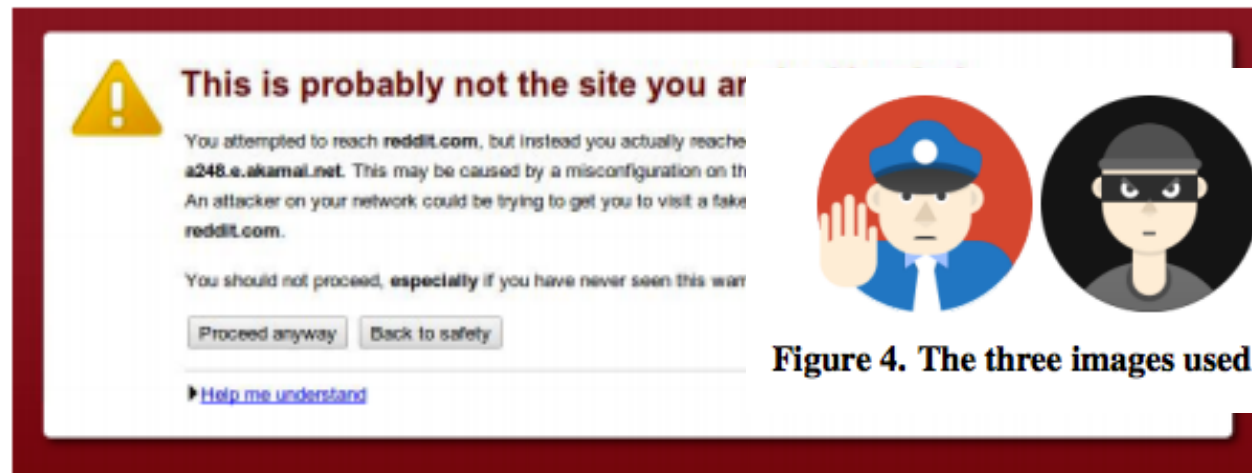 This is probably not the site you ar
You attempted to reach reddit.com, but instead you actually reache
a248.e.akamai.net. This may be caused by a misconfiguration on th
An attacker on your network could be trying to get you to visit a fake
reddit.com.
You should not proceed, especially if you have never seen this warr
Proceed anyway Back to safety
Help me understand
Figure 4. The three images used